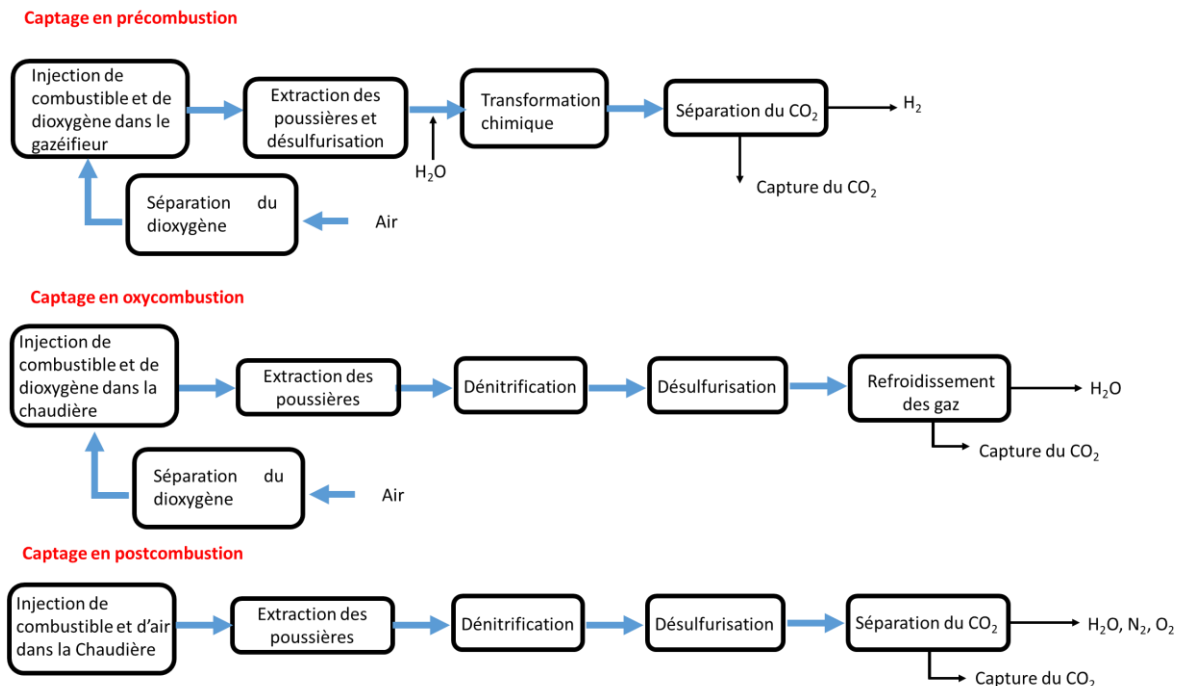 Captage en précombustion
Injection de
combustible et de
dioxygène dans le
gazéifieur
Extraction des
poussières et
désulfurisation
H₂O
Transformation
chimique
Séparation du CO₂
H₂
Capture du CO₂
Séparation du
dioxygène
Air
Captage en oxycombustion
Injection de
combustible et de
dioxygène dans la
chaudière
Extraction des
poussières
Dénitrification
Désulfurisation
Refroidissement
des gaz
H₂O
Capture du CO₂
Séparation du
dioxygène
Air
Captage en postcombustion
Injection de
combustible et d’air
dans la Chaudière
Extraction des
poussières
Dénitrification
Désulfurisation
Séparation du CO₂
H₂O, N₂, O₂
Capture du CO₂